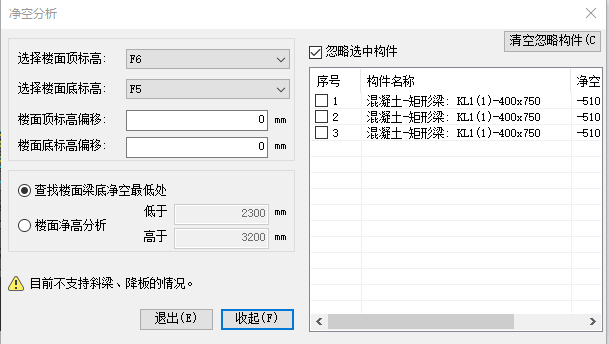 净空分析
选择楼面顶标高: F6
选择楼面底标高: F5
楼面顶标高偏移: 0 mm
楼面底标高偏移: 0 mm
查找楼面梁底净空最低处
楼面净高分析
低于 2300 mm
高于 3200 mm
目前不支持斜梁、降板的情况。
退出(E) 收起(F)
清空忽略构件(C
忽略选中构件
序号 构件名称 净空
1 混凝土-矩形梁: KL1(1)-400x750 -510
2 混凝土-矩形梁: KL1(1)-400x750 -510
3 混凝土-矩形梁: KL1(1)-400x750 -510